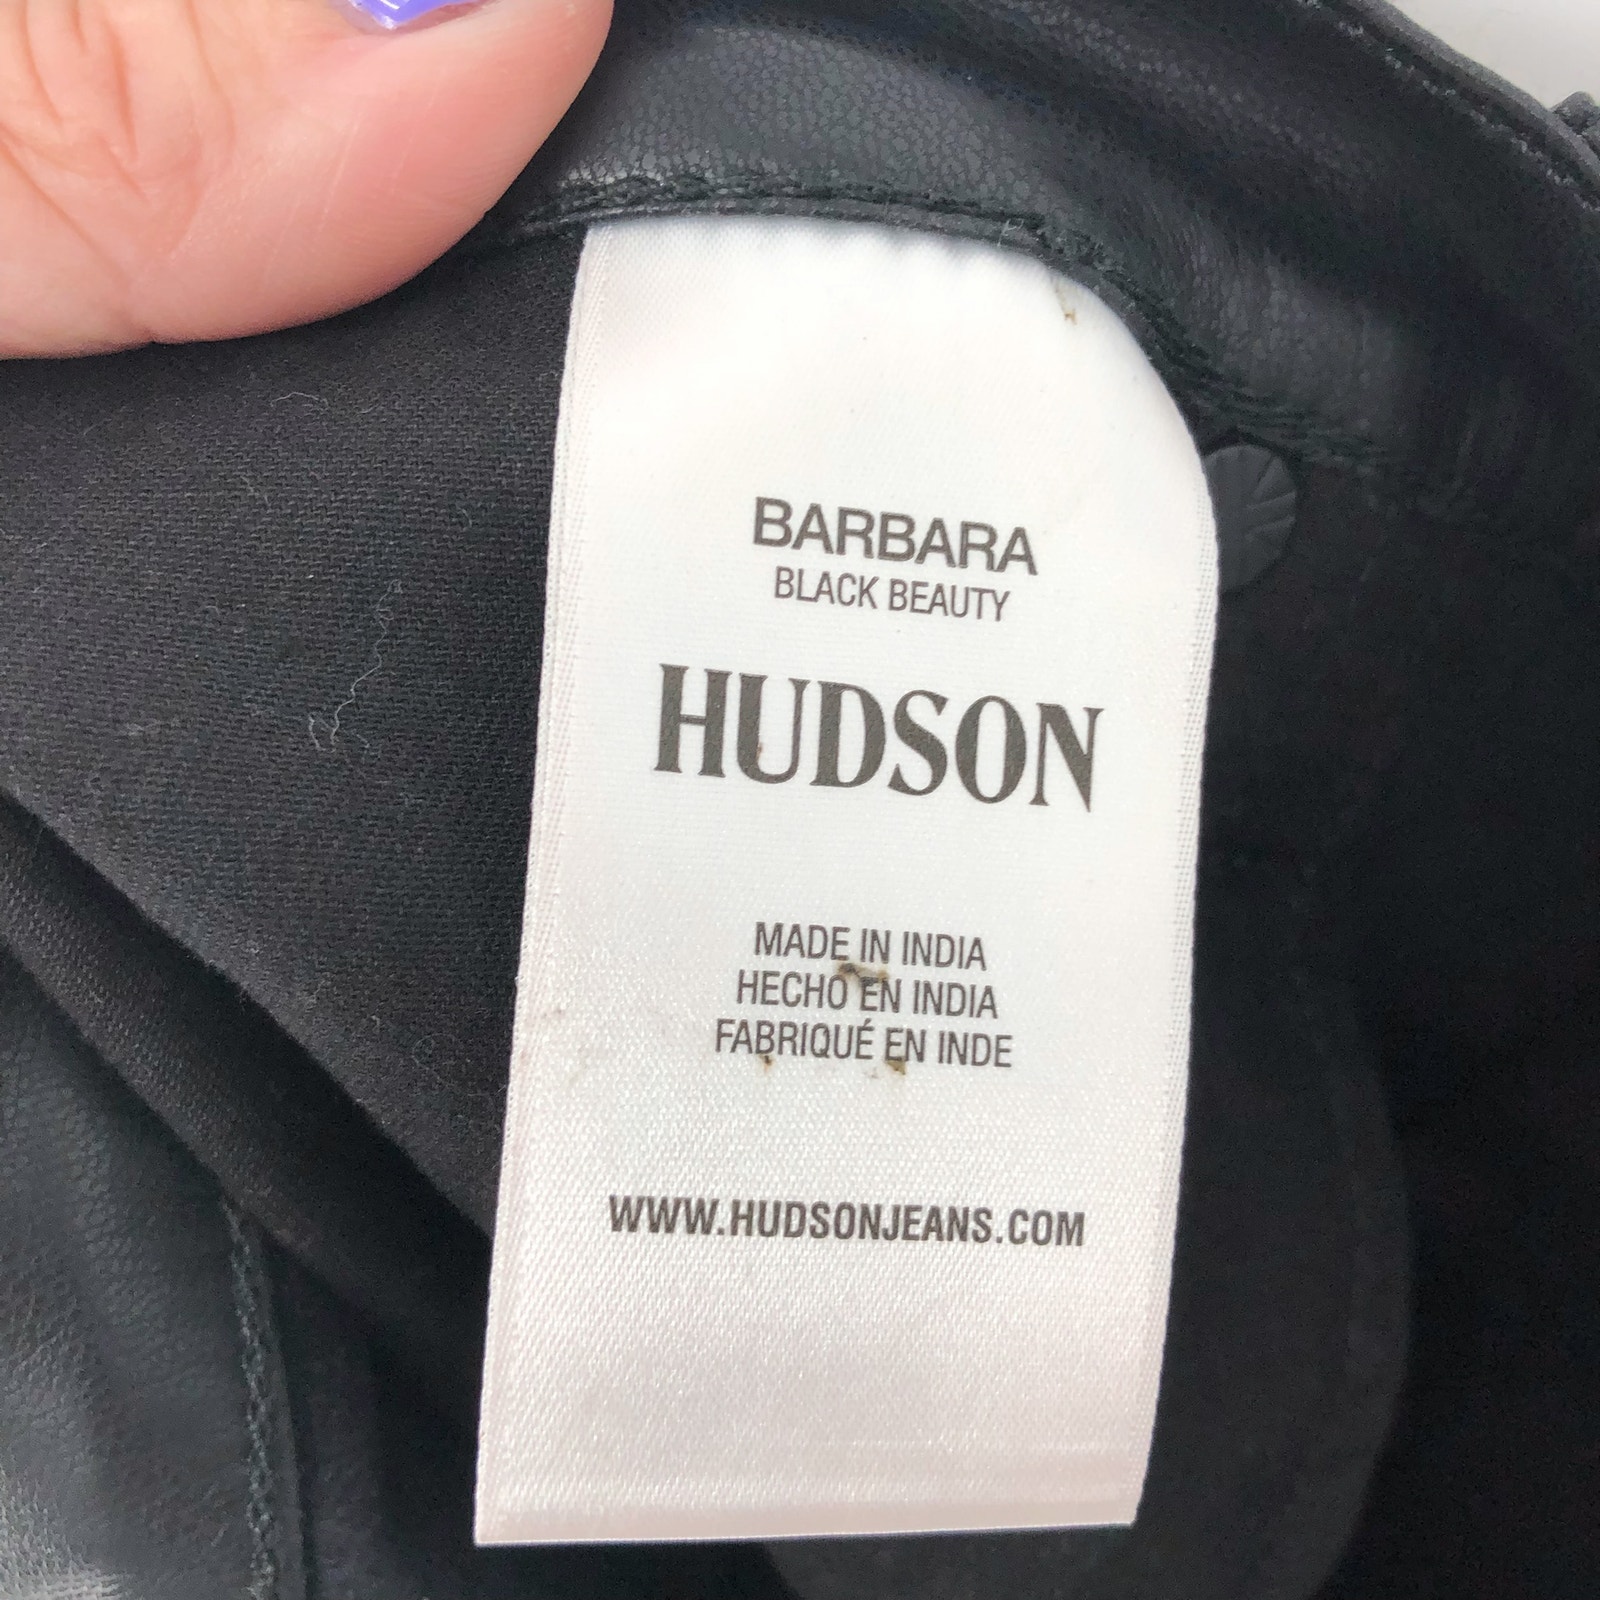 BARBARA
BLACK BEAUTY
HUDSON
MADE IN INDIA
HECHO EN INDIA
FABRIQUÉ EN INDE
WWW.HUDSONJEANS.COM